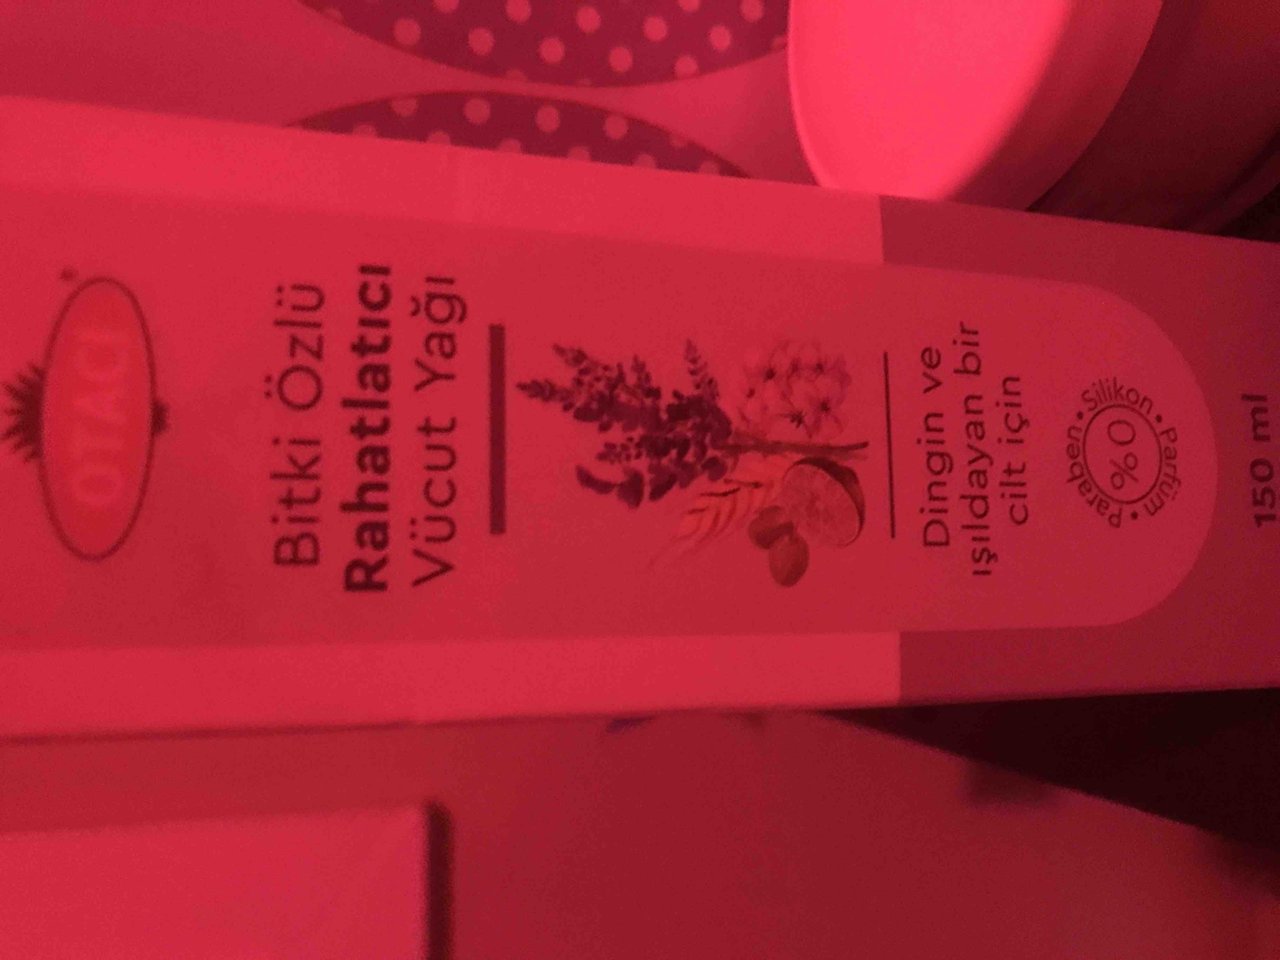 OTACI
Bitki Özlü
Rahatlatıcı
Vücut Yağı
Dingin ve
ışıldayan bir
cilt için
Paraben • Silikon • Parfüm •
%0
150 ml